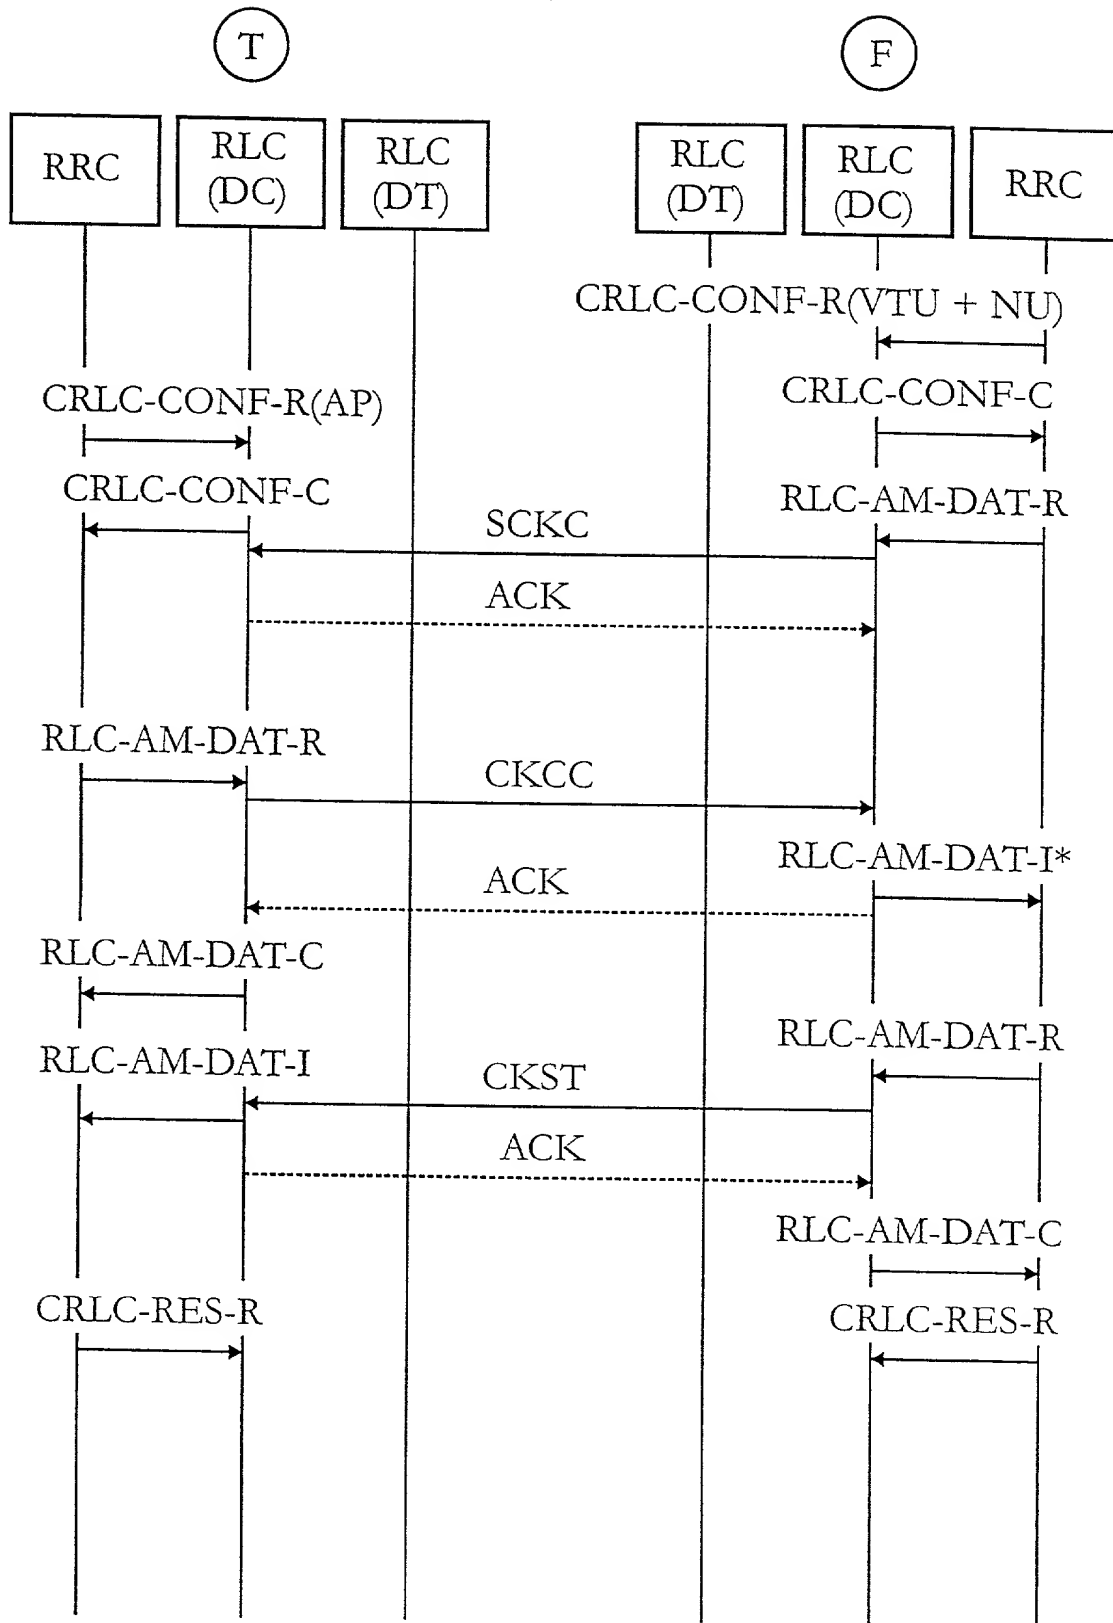 T
F
RRC
RLC
(DC)
RLC
(DT)
RLC
(DT)
RLC
(DC)
RRC
CRLC-CONF-R(VTU + NU)
CRLC-CONF-R(AP)
CRLC-CONF-C
CRLC-CONF-C
RLC-AM-DAT-R
SCKC
ACK
RLC-AM-DAT-R
CKCC
RLC-AM-DAT-I*
ACK
RLC-AM-DAT-C
RLC-AM-DAT-R
RLC-AM-DAT-I
CKST
ACK
RLC-AM-DAT-C
CRLC-RES-R
CRLC-RES-R